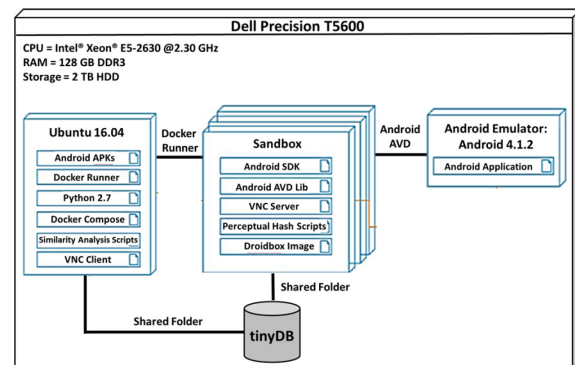 Dell Precision T5600
CPU = Intel® Xeon® E5-2630 @2.30 GHz
RAM = 128 GB DDR3
Storage = 2 TB HDD
Ubuntu 16.04
Android APKs
Docker Runner
Python 2.7
Docker Compose
Similarity Analysis Scripts
VNC Client
Docker
Runner
Sandbox
Android SDK
Android AVD Lib
VNC Server
Perceptual Hash Scripts
Droidbox Image
Android
AVD
Android Emulator:
Android 4.1.2
Android Application
Shared Folder
Shared Folder
tinyDB